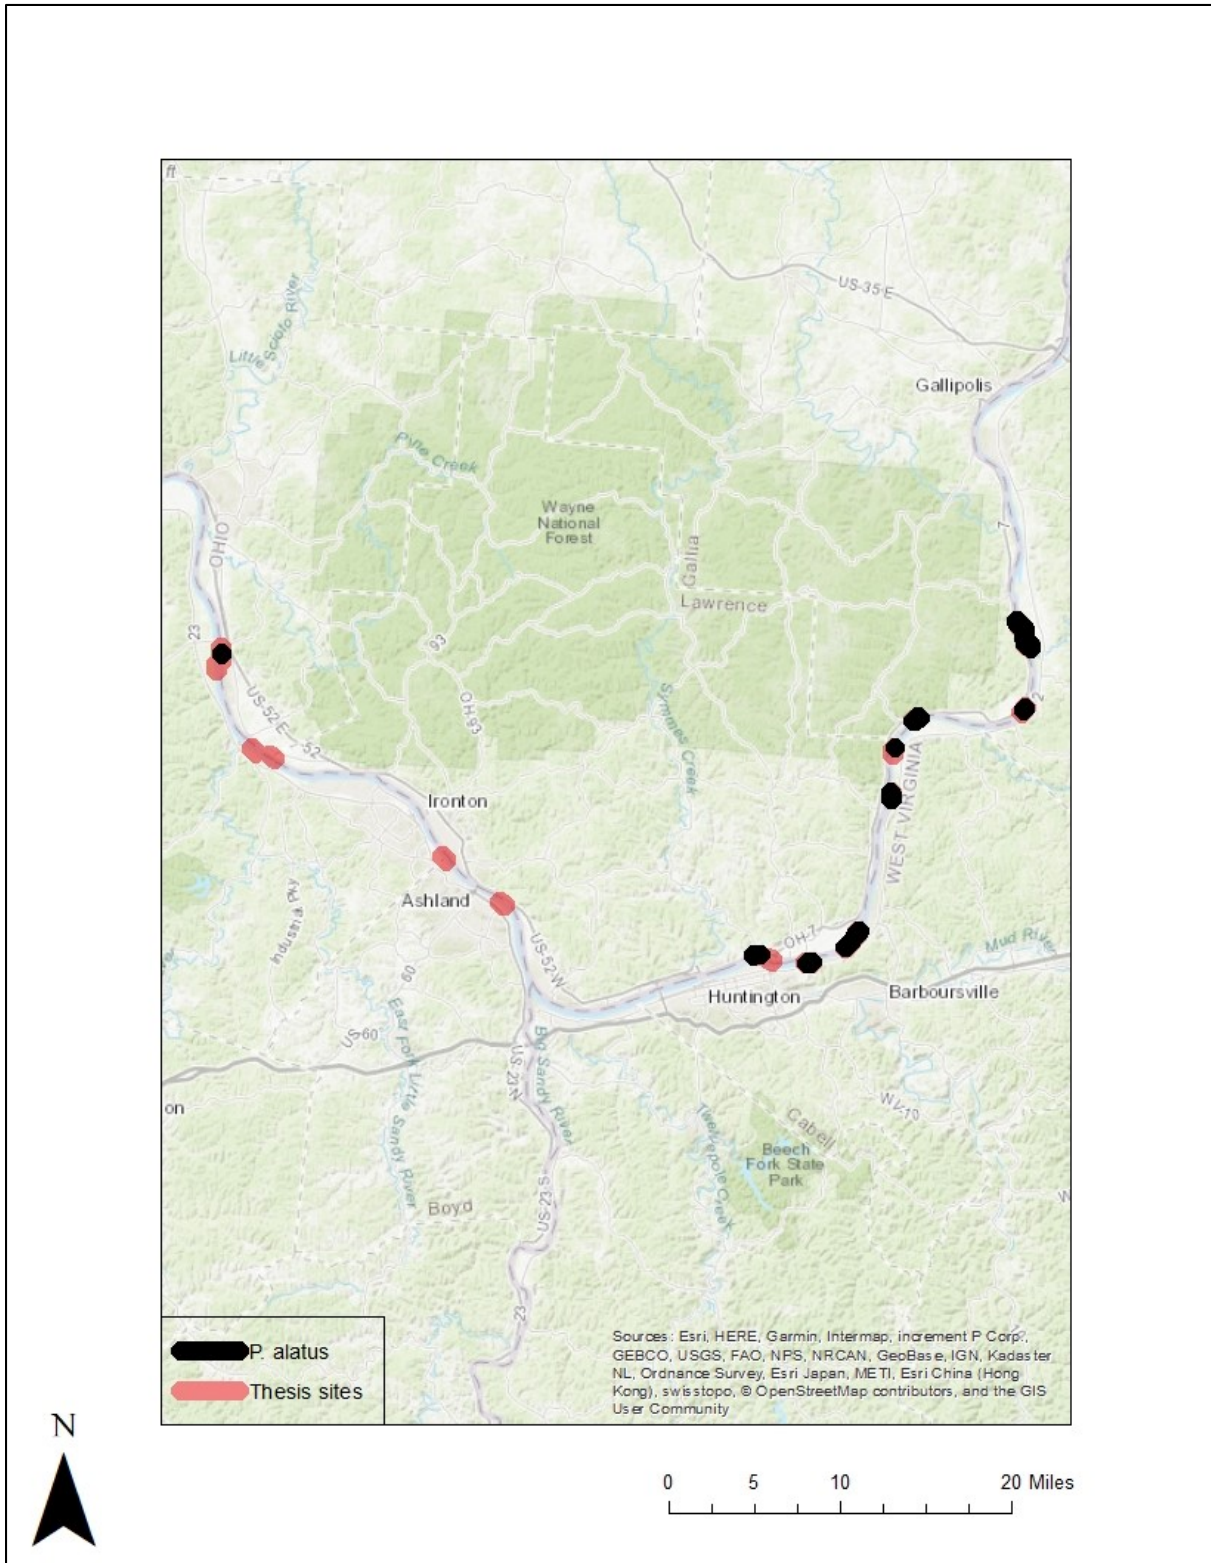 ft
US-35 E
Little Scioto River
Gallipolis
Pine Creek
Wayne
National
Forest
OHIO
7
Gallia
Lawrence
23
93
US-52 E
52
OH-93
Symmes Creek
2
Ironton
WEST VIRGINIA
Industrial Pky
Ashland
US-52 W
OH-7
Mud River
60
Huntington
Barboursville
US-60
East Fork Little Sandy River
US-23 N
Big Sandy River
on
WV-10
Twelvepole Creek
Cabell
Beech
Fork State
Park
Boyd
US-23 S
W
23
P. alatus
Thesis sites
Sources: Esri, HERE, Garmin, Intermap, increment P Corp.,
GEBCO, USGS, FAO, NPS, NRCAN, GeoBase, IGN, Kadaster
NL, Ordnance Survey, Esri Japan, METI, Esri China (Hong
Kong), swisstopo, © OpenStreetMap contributors, and the GIS
User Community
N
0 5 10 20 Miles